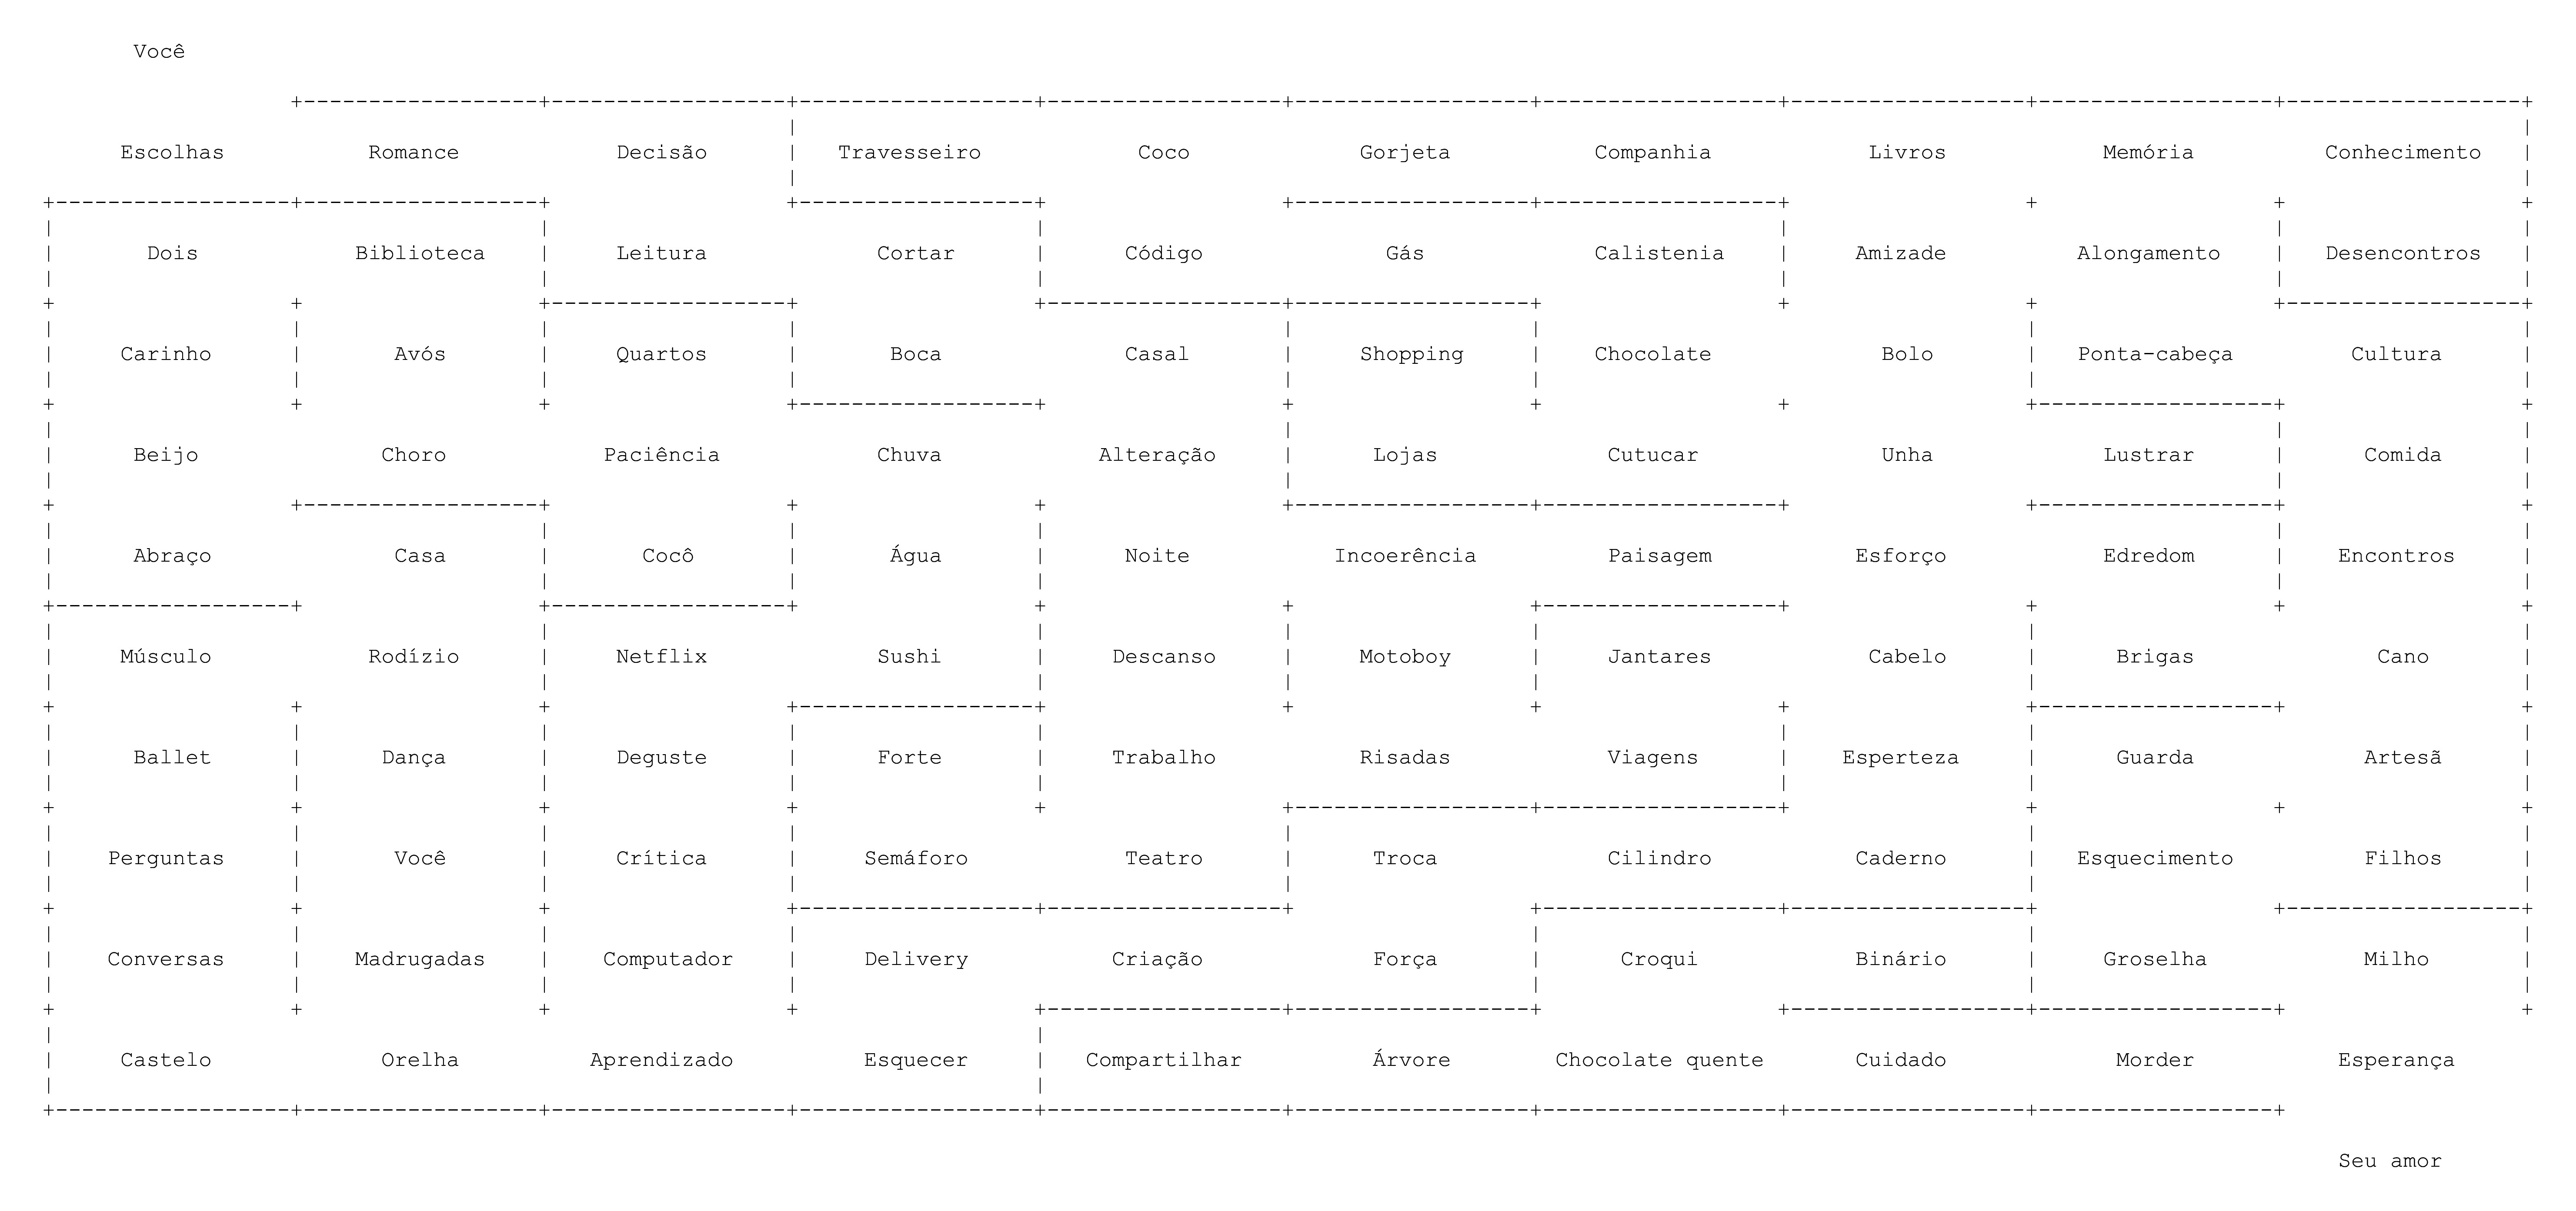 Você
Escolhas Romance Decisão Travesseiro Coco Gorjeta Companhia Livros Memória Conhecimento
Dois Biblioteca Leitura Cortar Código Gás Calistenia Amizade Alongamento Desencontros
Carinho Avós Quartos Boca Casal Shopping Chocolate Bolo Ponta-cabeça Cultura
Beijo Choro Paciência Chuva Alteração Lojas Cutucar Unha Lustrar Comida
Abraço Casa Cocô Água Noite Incoerência Paisagem Esforço Edredom Encontros
Músculo Rodízio Netflix Sushi Descanso Motoboy Jantares Cabelo Brigas Cano
Ballet Dança Deguste Forte Trabalho Risadas Viagens Esperteza Guarda Artesã
Perguntas Você Crítica Semáforo Teatro Troca Cilindro Caderno Esquecimento Filhos
Conversas Madrugadas Computador Delivery Criação Força Croqui Binário Groselha Milho
Castelo Orelha Aprendizado Esquecer Compartilhar Árvore Chocolate quente Cuidado Morder Esperança
Seu amor